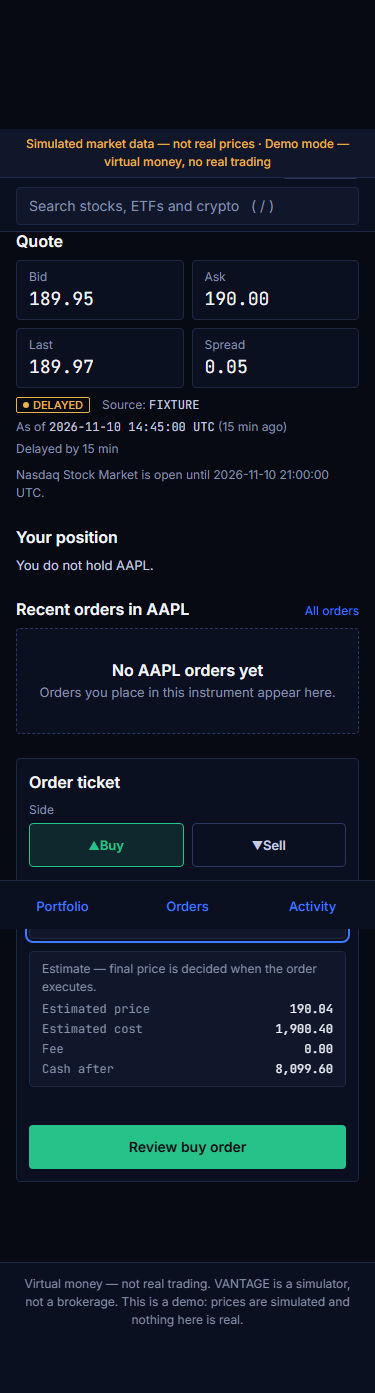 Simulated market data — not real prices · Demo mode —
virtual money, no real trading
Search stocks, ETFs and crypto ( / )
Quote
Bid
189.95
Ask
190.00
Last
189.97
Spread
0.05
DELAYED Source: FIXTURE
As of 2026-11-10 14:45:00 UTC (15 min ago)
Delayed by 15 min
Nasdaq Stock Market is open until 2026-11-10 21:00:00
UTC.
Your position
You do not hold AAPL.
Recent orders in AAPL All orders
No AAPL orders yet
Orders you place in this instrument appear here.
Order ticket
Side
▲Buy ▼Sell
Portfolio Orders Activity
Estimate — final price is decided when the order
executes.
Estimated price 190.04
Estimated cost 1,900.40
Fee 0.00
Cash after 8,099.60
Review buy order
Virtual money — not real trading. VANTAGE is a simulator,
not a brokerage. This is a demo: prices are simulated and
nothing here is real.